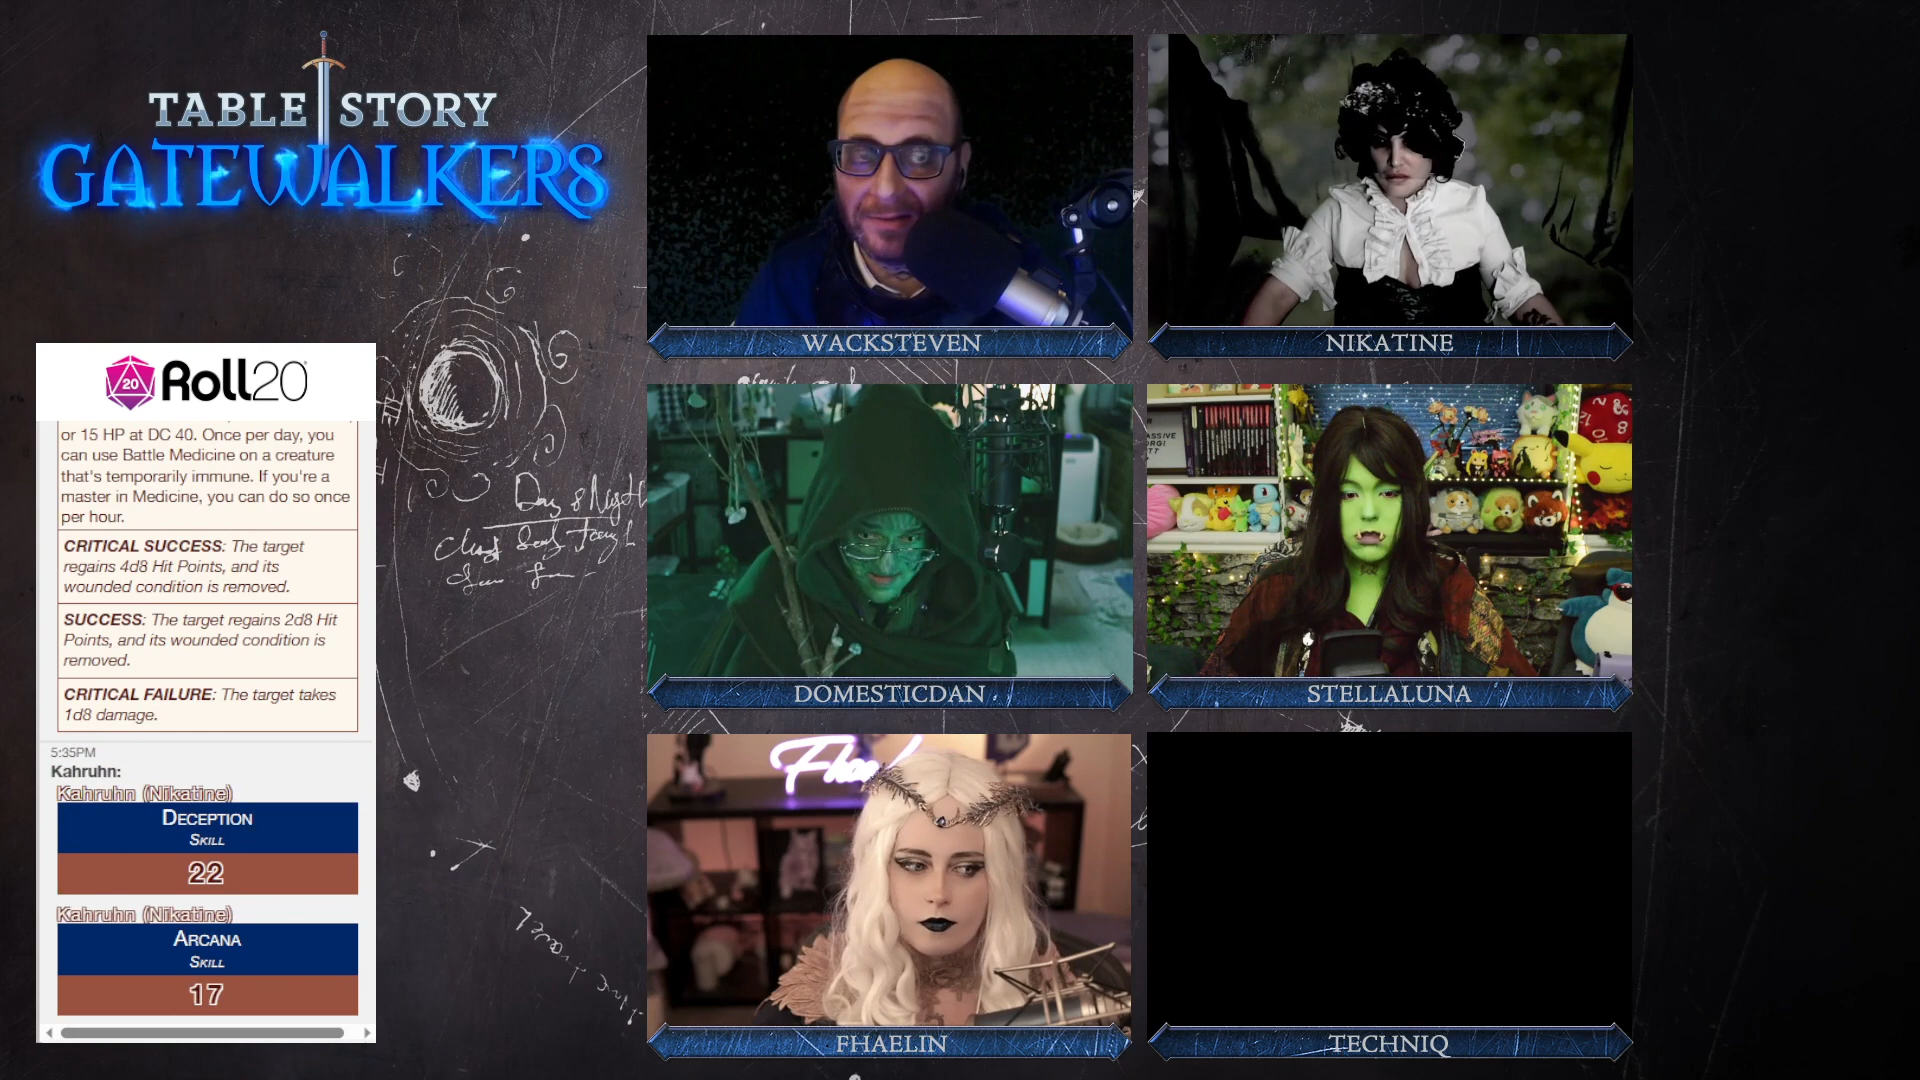 TABLE STORY
GATEWALKERS
Roll20
or 15 HP at DC 40. Once per day, you
can use Battle Medicine on a creature
that's temporarily immune. If you're a
master in Medicine, you can do so once
per hour.
CRITICAL SUCCESS: The target
regains 4d8 Hit Points, and its
wounded condition is removed.
SUCCESS: The target regains 2d8 Hit
Points, and its wounded condition is
removed.
CRITICAL FAILURE: The target takes
1d8 damage.
5:35PM
Kahruhn:
Kahruhn (Nikatine)
DECEPTION
SKILL
22
Kahruhn (Nikatine)
ARCANA
SKILL
17
WACKSTEVEN
NIKATINE
DOMESTICDAN
STELLALUNA
FHAELIN
TECHNIQ